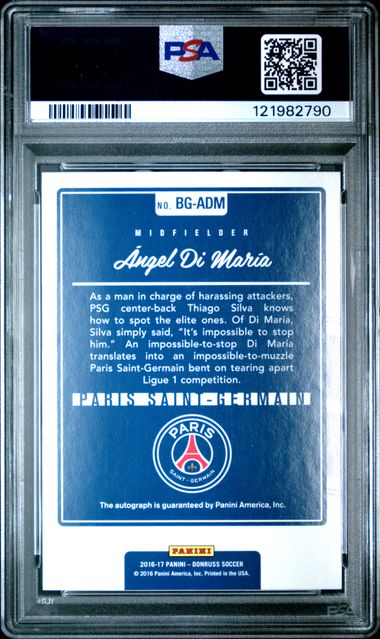 PSA
121982790
NO. BG-ADM
MIDFIELDER
Ángel Di María
As a man in charge of harassing attackers,
PSG center-back Thiago Silva knows
how to spot the elite ones. Of Di María,
Silva simply said, "It's impossible to stop
him." An impossible-to-stop Di María
translates into an impossible-to-muzzle
Paris Saint-Germain bent on tearing apart
Ligue 1 competition.
PARIS SAINT-GERMAIN
PARIS
SAINT-GERMAIN
The autograph is guaranteed by Panini America, Inc.
PANINI
2016-17 PANINI – DONRUSS SOCCER
© 2016 Panini America, Inc. Printed in the USA.